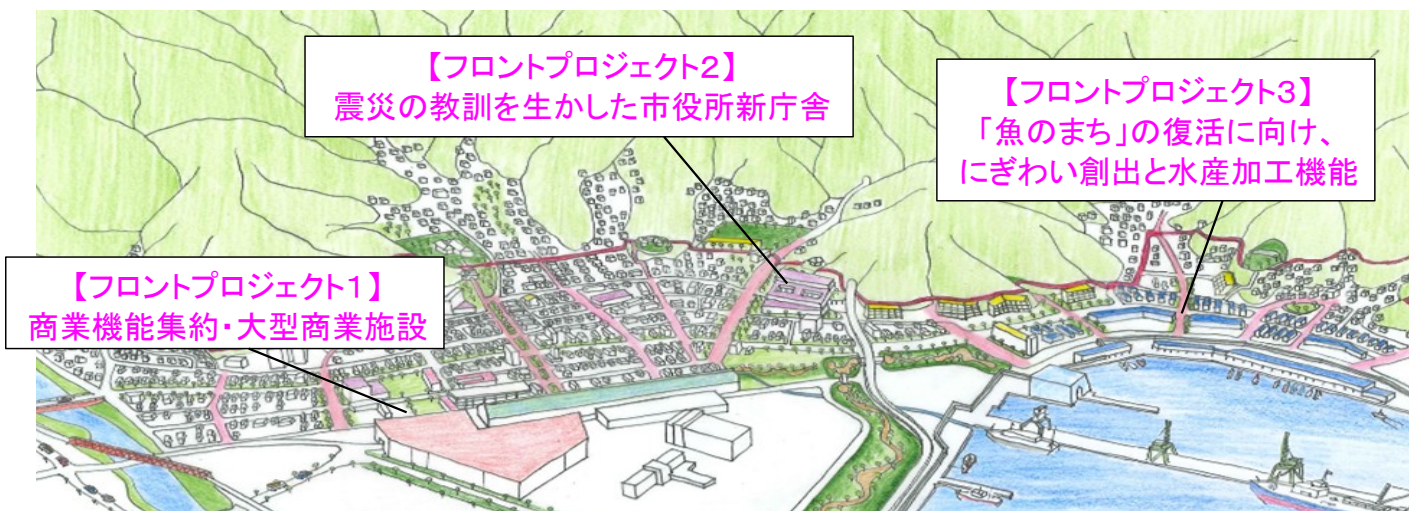 【フロントプロジェクト2】
震災の教訓を生かした市役所新庁舎
【フロントプロジェクト3】
「魚のまち」の復活に向け、
にぎわい創出と水産加工機能
【フロントプロジェクト1】
商業機能集約・大型商業施設